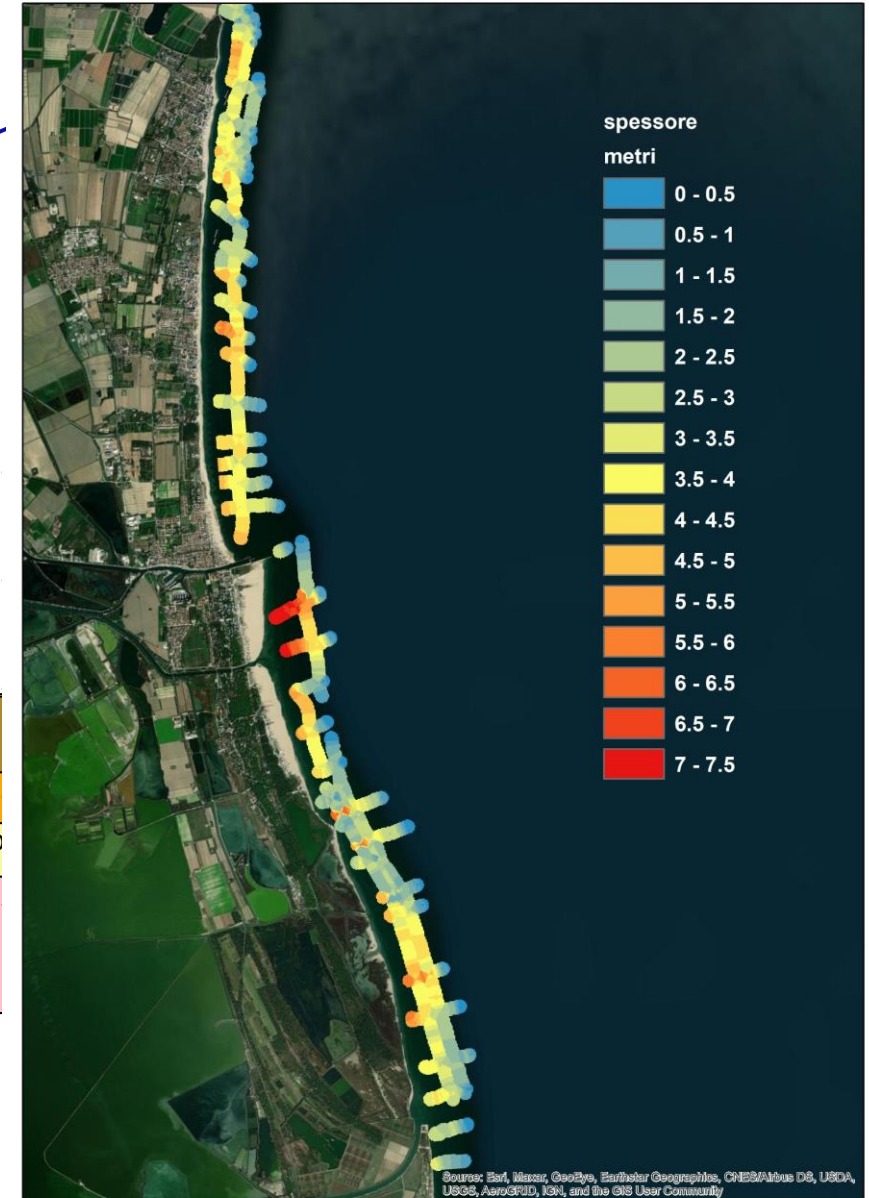 spessore
metri
0 - 0.5
0.5 - 1
1 - 1.5
1.5 - 2
2 - 2.5
2.5 - 3
3 - 3.5
3.5 - 4
4 - 4.5
4.5 - 5
5 - 5.5
5.5 - 6
6 - 6.5
6.5 - 7
7 - 7.5
Source: Esri, Maxar, GeoEye, Earthstar Geographics, CNES/Airbus DS, USDA,
USGS, AeroGRID, IGN, and the GIS User Community